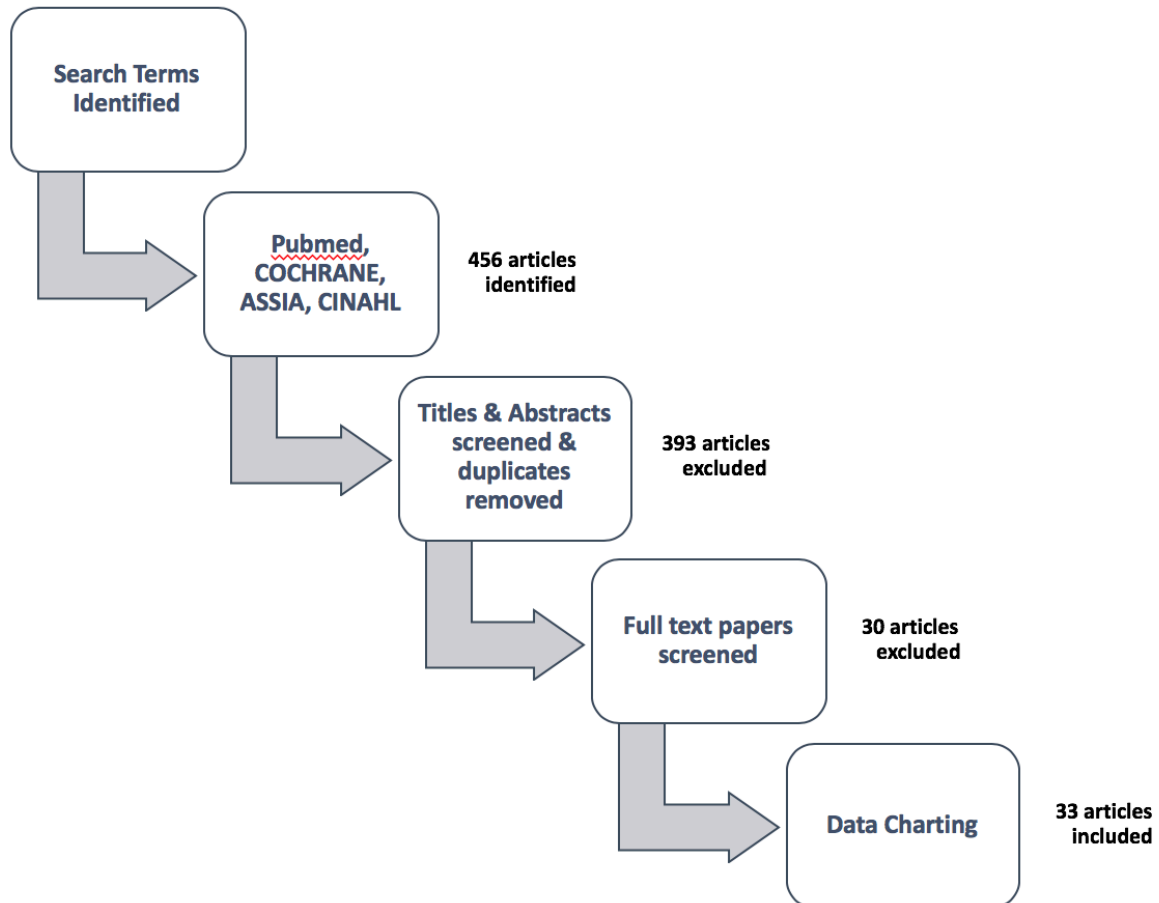 Search Terms
Identified
Pubmed,
COCHRANE,
ASSIA, CINAHL
456 articles
identified
Titles & Abstracts
screened &
duplicates
removed
393 articles
excluded
Full text papers
screened
30 articles
excluded
Data Charting
33 articles
included